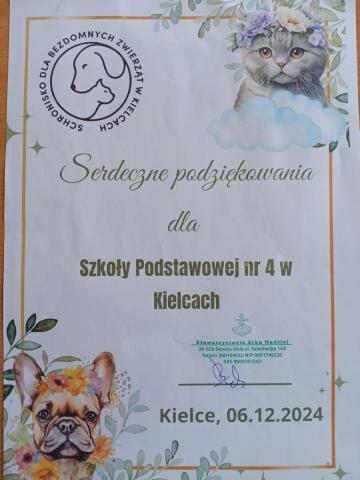 SCHRONISKO DLA BEZDOMNYCH ZWIERZĄT W KIELCACH
Serdeczne podziękowania
dla
Szkoły Podstawowej nr 4 w
Kielcach
Stowarzyszenie Arka Nadziei
Kielce, 06.12.2024